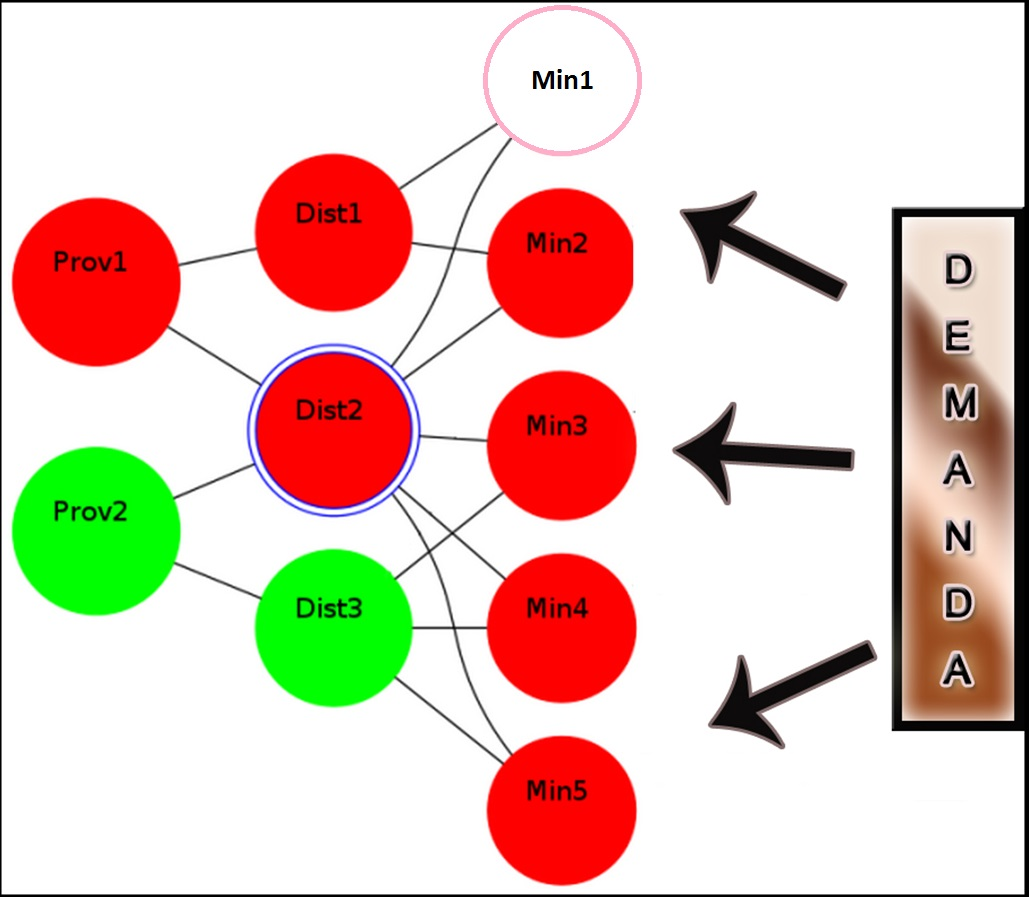 Min1
Dist1
Prov1
Min2
Dist2
Min3
Prov2
Dist3
Min4
Min5
D
E
M
A
N
D
A